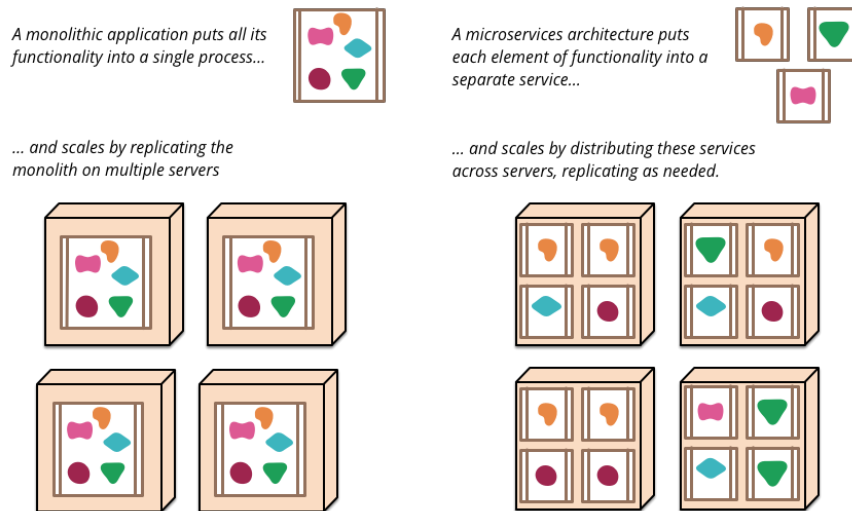 A monolithic application puts all its
functionality into a single process...
... and scales by replicating the
monolith on multiple servers
A microservices architecture puts
each element of functionality into a
separate service...
... and scales by distributing these services
across servers, replicating as needed.